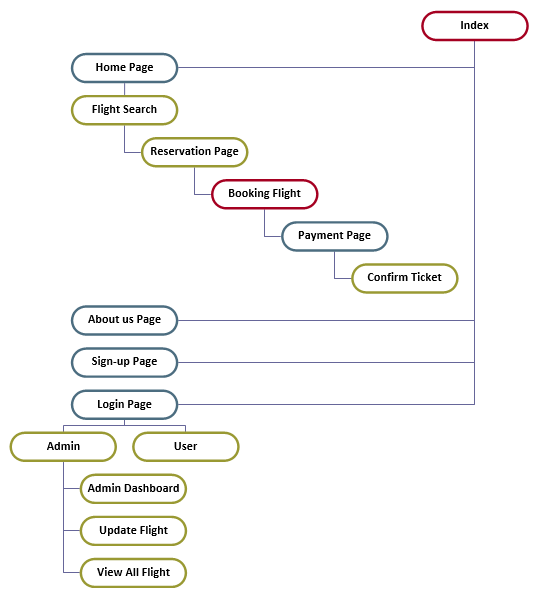 Index
Home Page
Flight Search
Reservation Page
Booking Flight
Payment Page
Confirm Ticket
About us Page
Sign-up Page
Login Page
Admin
User
Admin Dashboard
Update Flight
View All Flight